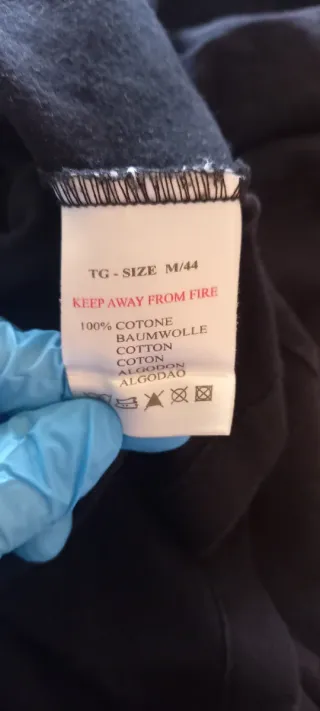 TG - SIZE M/44
KEEP AWAY FROM FIRE
100% COTONE
BAUMWOLLE
COTTON
COTON
ALGODON
ALGODAO